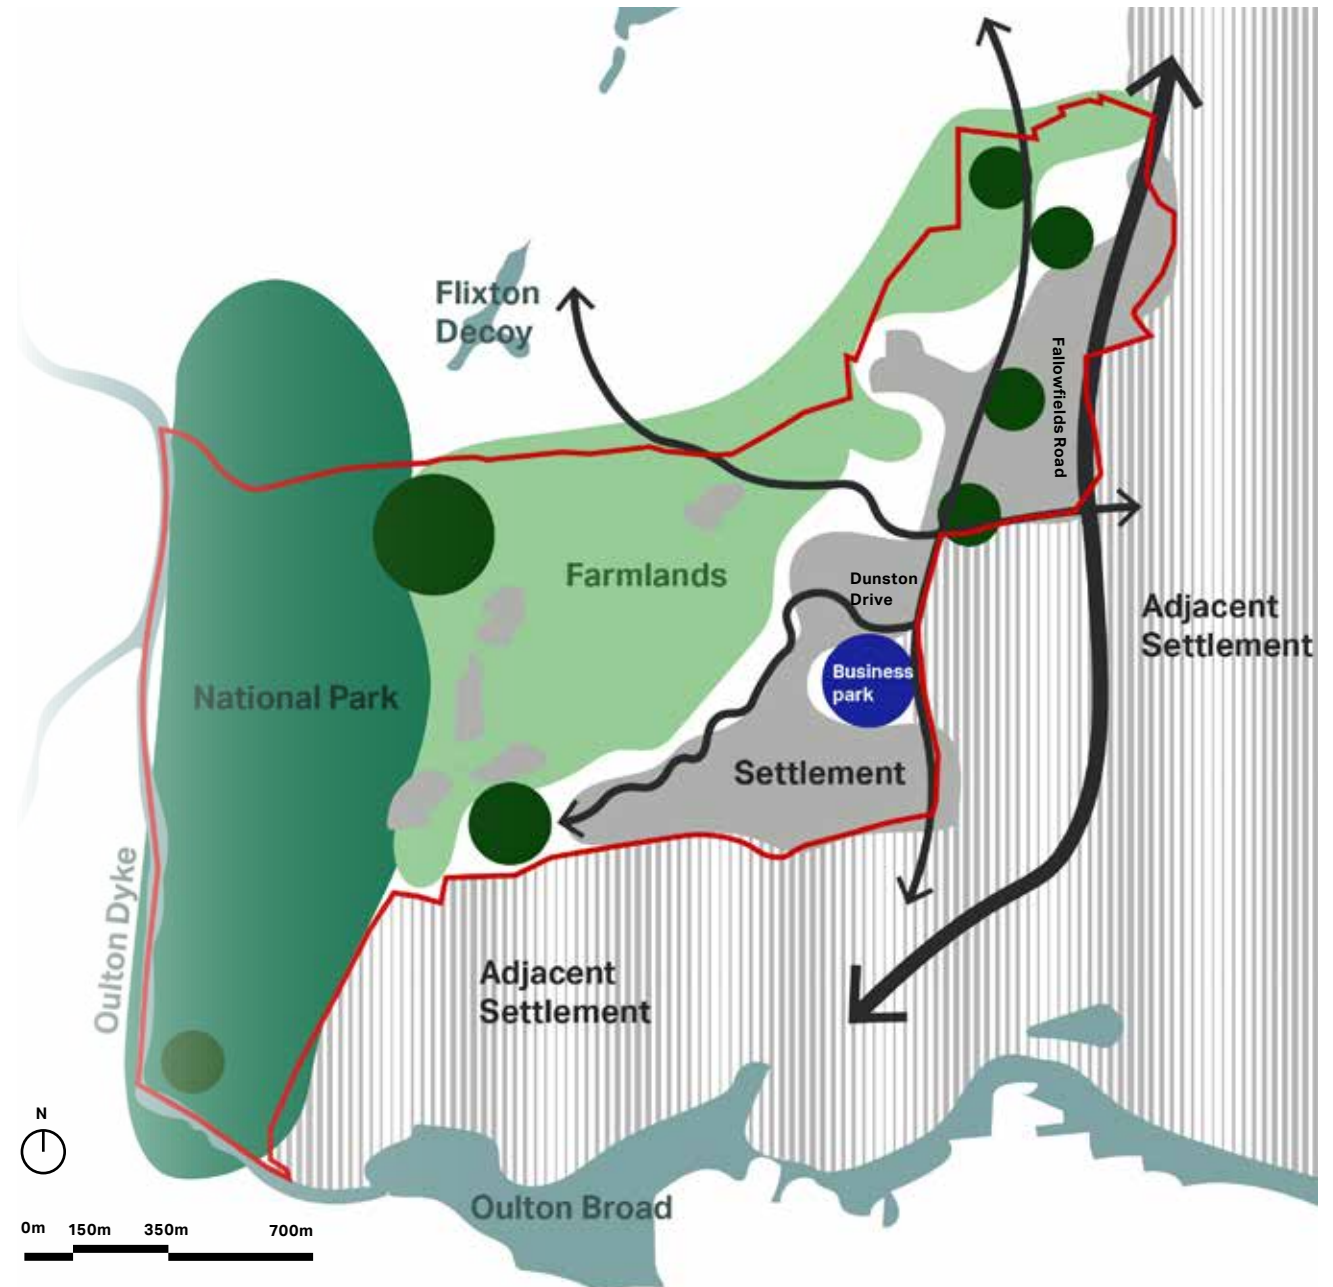 Flixton
Decoy
Fallowfields Road
Farmlands
Dunston
Drive
Adjacent
Settlement
Business
park
National Park
Settlement
Oulton Dyke
Adjacent
Settlement
N
Oulton Broad
0m 150m 350m 700m